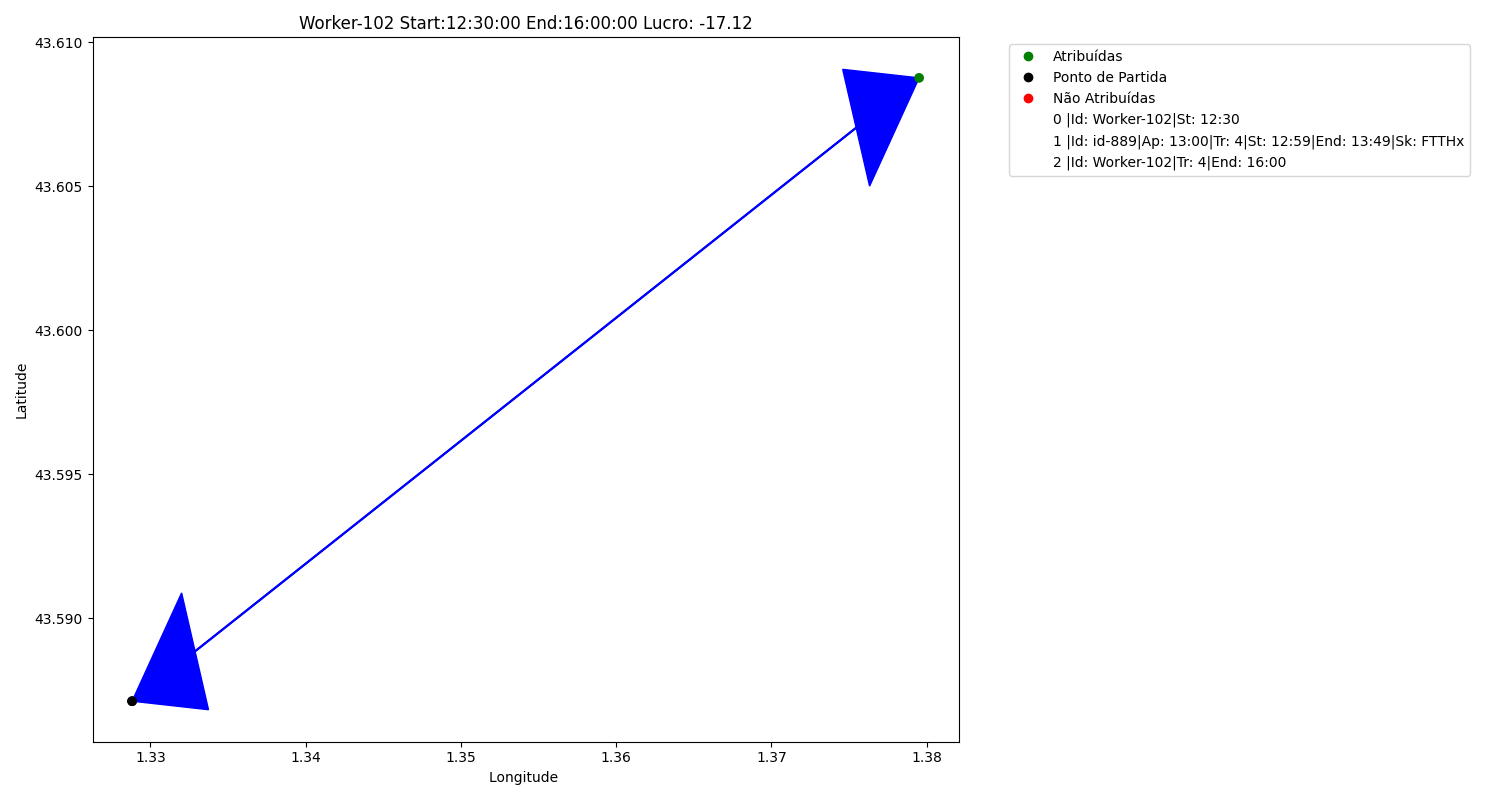 Worker-102 Start:12:30:00 End:16:00:00 Lucro: -17.12
43.610
43.605
43.600
43.595
43.590
Latitude
1.33
1.34
1.35
1.36
1.37
1.38
Longitude
Atribuídas
Ponto de Partida
Não Atribuídas
0 |Id: Worker-102|St: 12:30
1 |Id: id-889|Ap: 13:00|Tr: 4|St: 12:59|End: 13:49|Sk: FTTHx
2 |Id: Worker-102|Tr: 4|End: 16:00